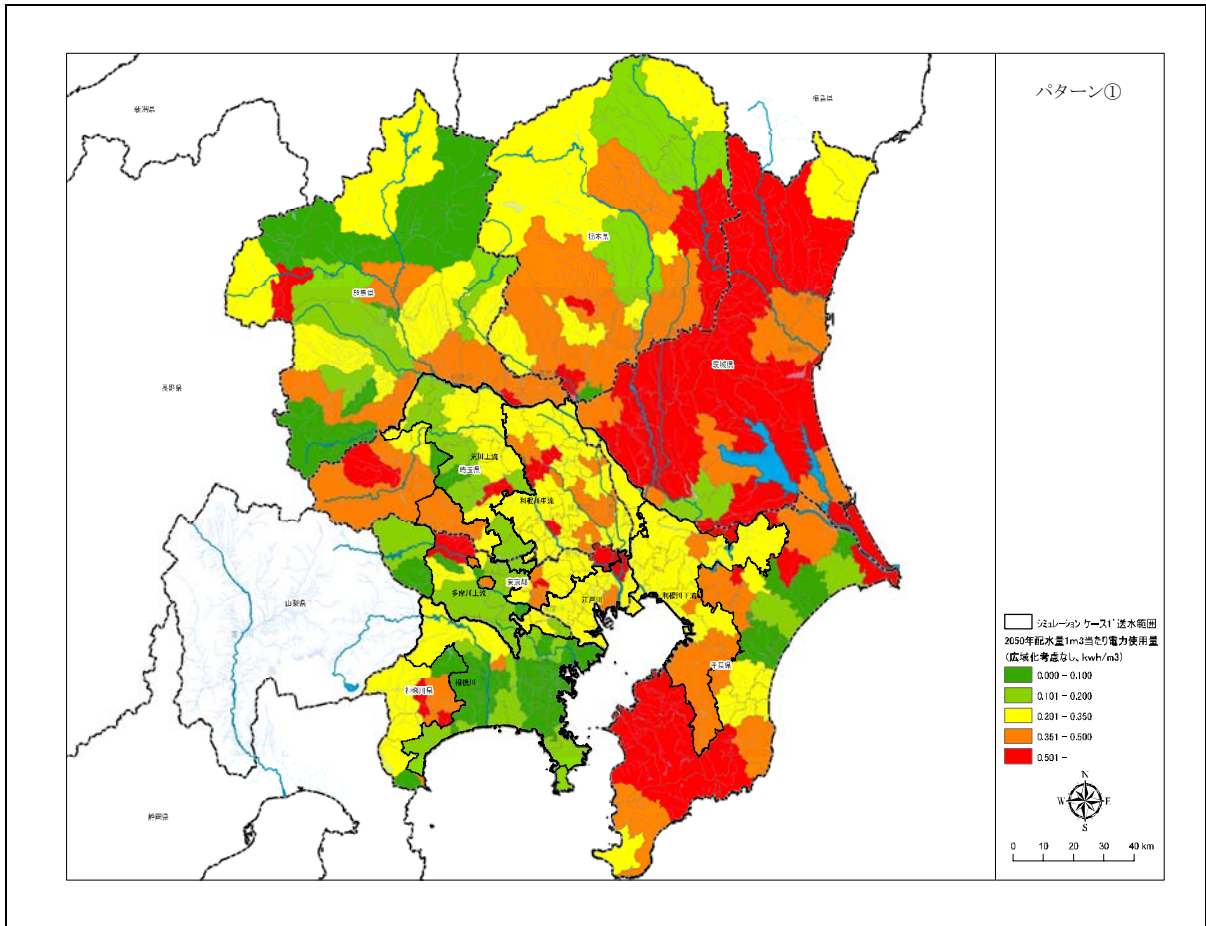 パターン①
新潟県
福島県
栃木県
群馬県
茨城県
長野県
荒川上流
埼玉県
利根川中流
東京都
多摩川上流
江戸川
利根川下流
山梨県
千葉県
神奈川県
相模川
静岡県
シミュレーション ケース1' 送水範囲
2050年配水量1m3当たり電力使用量
(広域化考慮なし、kwh/m3)
0.000 - 0.100
0.101 - 0.200
0.201 - 0.350
0.351 - 0.500
0.501 -
N
W
E
S
0 10 20 30 40 km